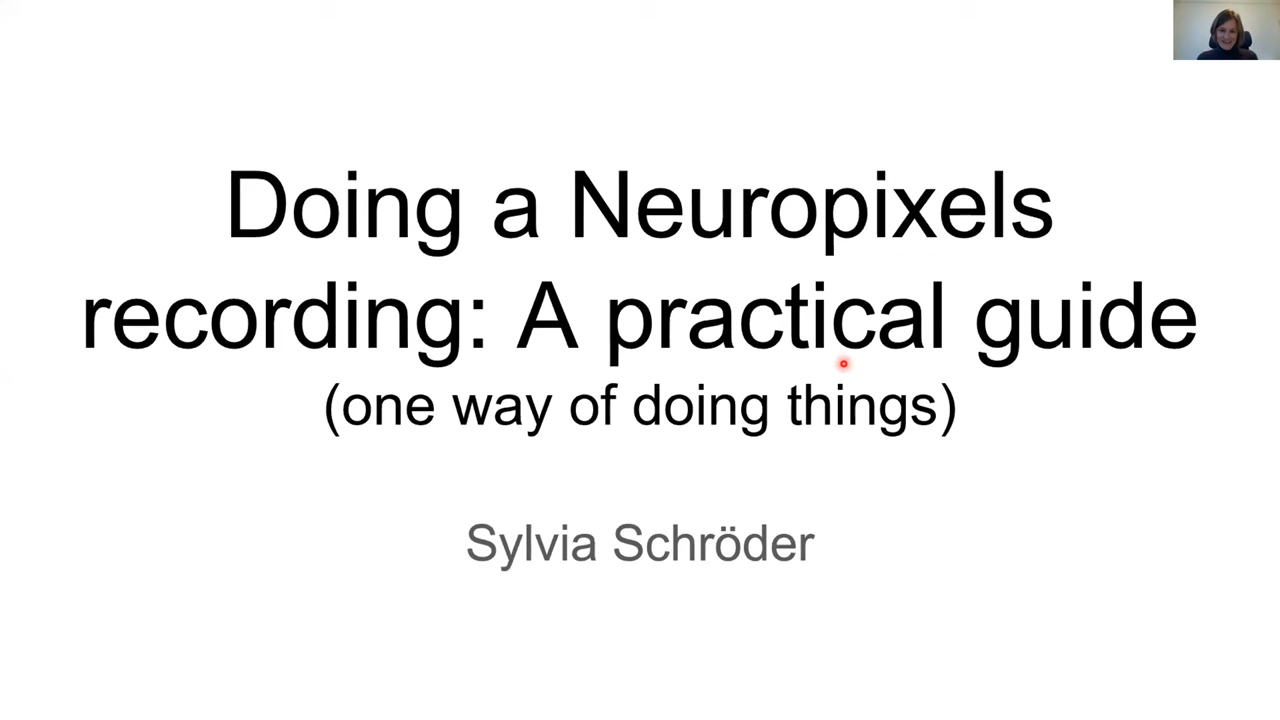 Doing a Neuropixels
recording: A practical guide
(one way of doing things)
Sylvia Schröder